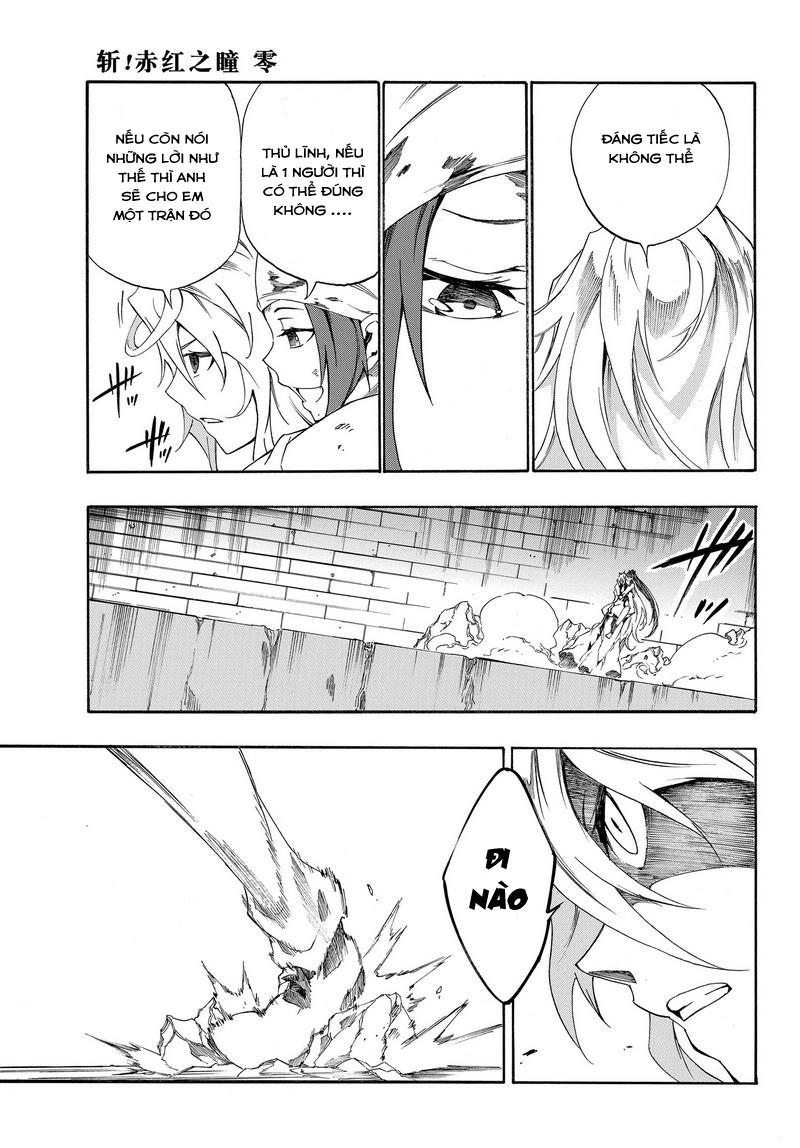 斩!赤红之瞳 零
ĐÁNG TIẾC LÀ
KHÔNG THỂ
THỦ LĨNH, NẾU
LÀ 1 NGƯỜI THÌ
CÓ THỂ ĐÚNG
KHÔNG ....
NẾU CÒN NÓI
NHỮNG LỜI NHƯ
THẾ THÌ ANH
SẼ CHO EM
MỘT TRẬN ĐÓ
ĐI
NÀO